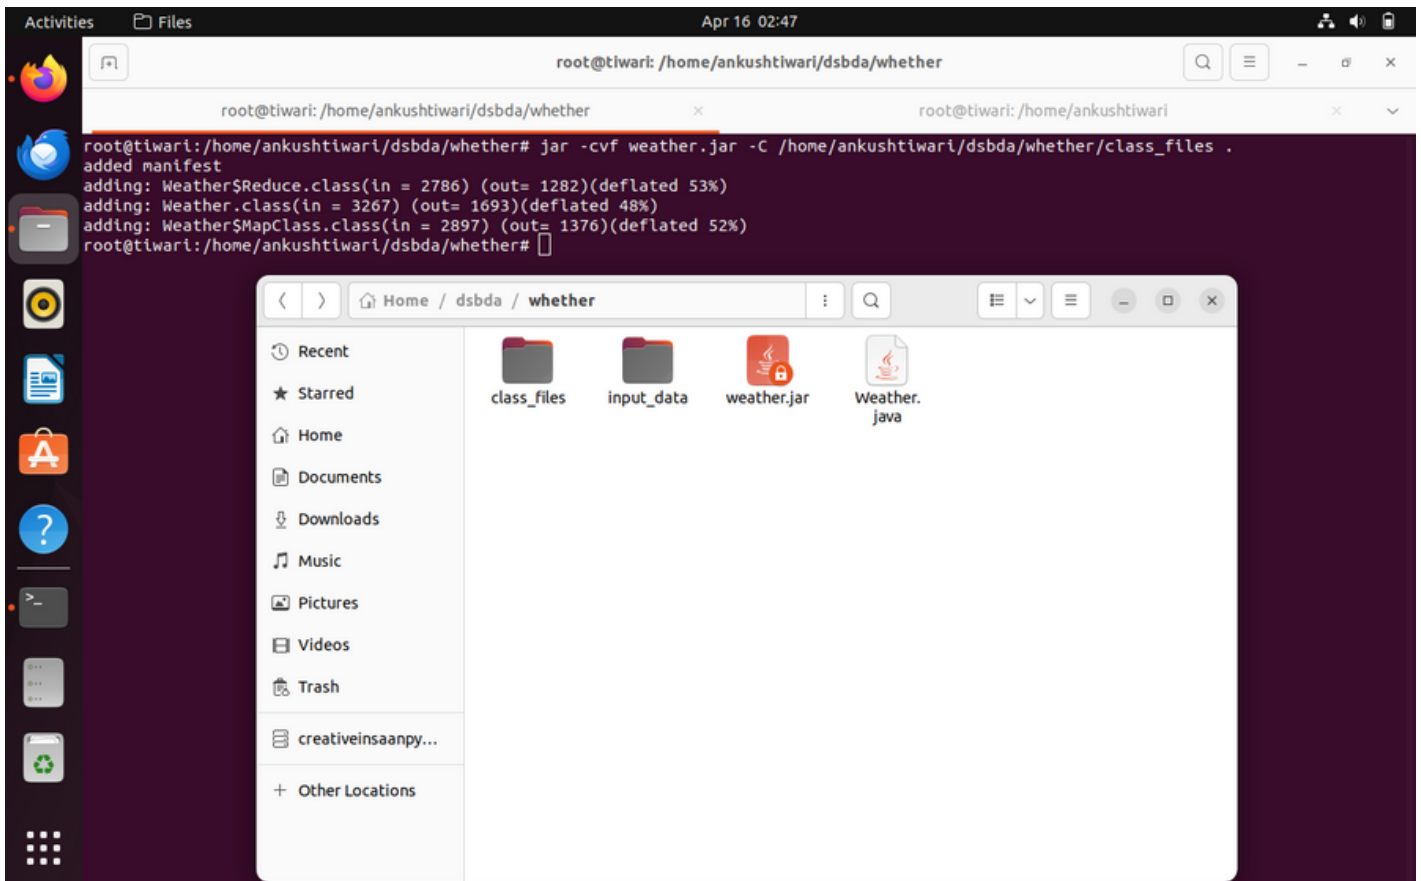 Activities Files Apr 16 02:47
root@tiwari: /home/ankushtiwari/dsbda/whether
root@tiwari: /home/ankushtiwari/dsbda/whether root@tiwari: /home/ankushtiwari
root@tiwari:/home/ankushtiwari/dsbda/whether# jar -cvf weather.jar -C /home/ankushtiwari/dsbda/whether/class_files .
added manifest
adding: Weather$Reduce.class(in = 2786) (out= 1282)(deflated 53%)
adding: Weather.class(in = 3267) (out= 1693)(deflated 48%)
adding: Weather$MapClass.class(in = 2897) (out= 1376)(deflated 52%)
root@tiwari:/home/ankushtiwari/dsbda/whether#
Home / dsbda / whether
Recent
Starred
Home
Documents
Downloads
Music
Pictures
Videos
Trash
creativeinsaanpy...
+ Other Locations
class_files input_data weather.jar Weather.
java